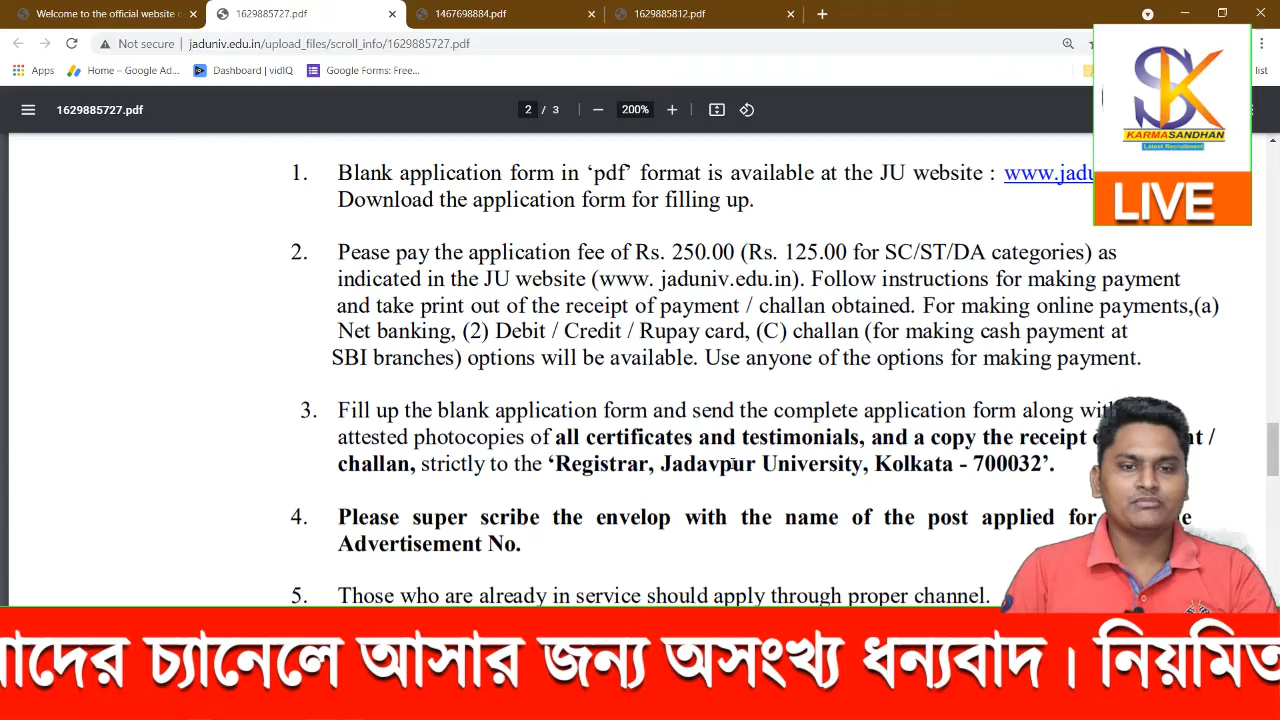 Welcome to the official website o
1629885727.pdf
1467698884.pdf
1629885812.pdf
Not secure
jaduniv.edu.in/upload_files/scroll_info/1629885727.pdf
Apps
Home – Google Ad...
Dashboard | vidIQ
Google Forms: Free...
list
1629885727.pdf
2 / 3
200%
SK
KARMASANDHAN
Latest Recruitment
LIVE
1. Blank application form in ‘pdf’ format is available at the JU website : www.jadu
Download the application form for filling up.
2. Pease pay the application fee of Rs. 250.00 (Rs. 125.00 for SC/ST/DA categories) as
indicated in the JU website (www. jaduniv.edu.in). Follow instructions for making payment
and take print out of the receipt of payment / challan obtained. For making online payments,(a)
Net banking, (2) Debit / Credit / Rupay card, (C) challan (for making cash payment at
SBI branches) options will be available. Use anyone of the options for making payment.
3. Fill up the blank application form and send the complete application form along with
attested photocopies of all certificates and testimonials, and a copy the receipt t /
challan, strictly to the ‘Registrar, Jadavpur University, Kolkata - 700032’.
4. Please super scribe the envelop with the name of the post applied for e
Advertisement No.
5. Those who are already in service should apply through proper channel.
াদের চ্যানেলে আসার জন্য অসংখ্য ধন্যবাদ । নিয়মিত